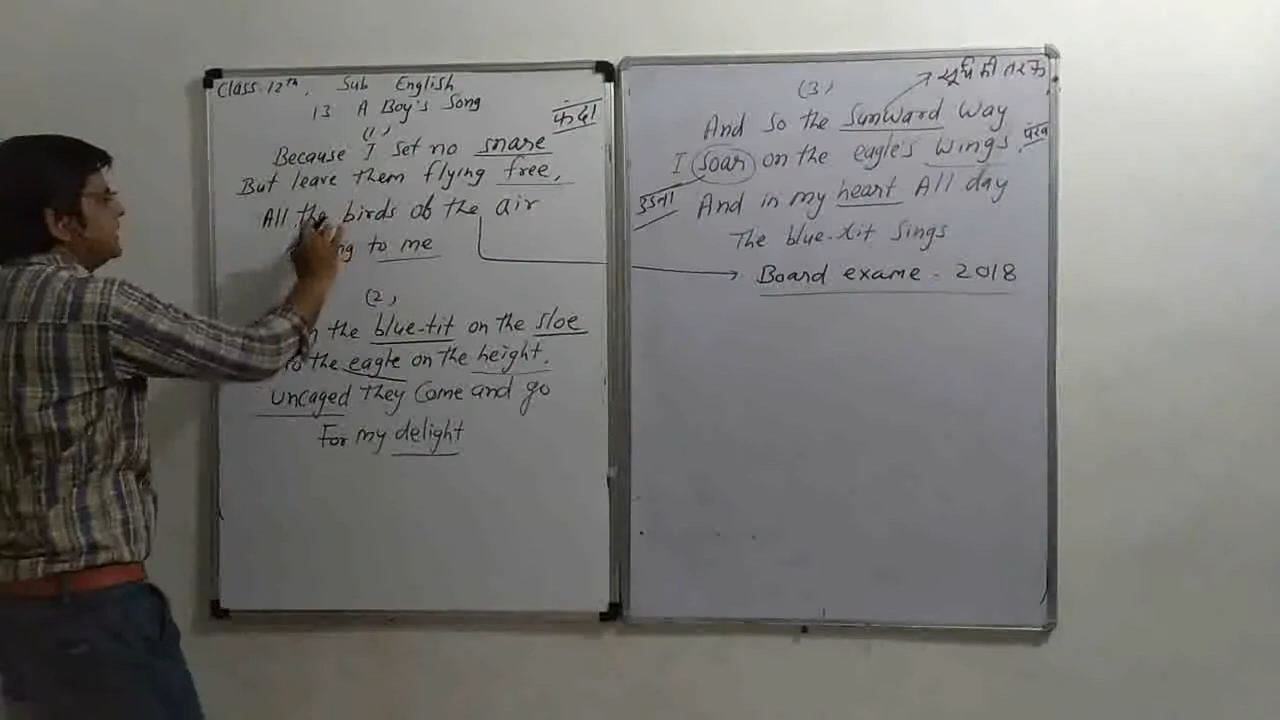 Class 12th, Sub English
13 A Boy's Song
फंदा
(1)
Because I set no snare
But leave them flying free,
All the birds of the air
to me
(2)
the blue-tit on the sloe
the eagle on the height.
uncaged they come and go
For my delight
(3)
सूर्य की तरफ
And so the sunward way
I soar on the eagle's wings,
पंख
उड़ना
And in my heart All day
The blue-tit sings
Board exame - 2018